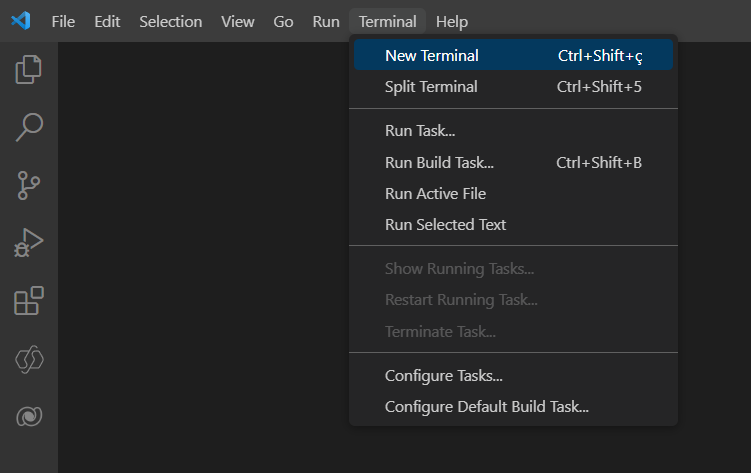 File Edit Selection View Go Run Terminal Help
New Terminal Ctrl+Shift+ç
Split Terminal Ctrl+Shift+5
Run Task...
Run Build Task... Ctrl+Shift+B
Run Active File
Run Selected Text
Show Running Tasks...
Restart Running Task...
Terminate Task...
Configure Tasks...
Configure Default Build Task...